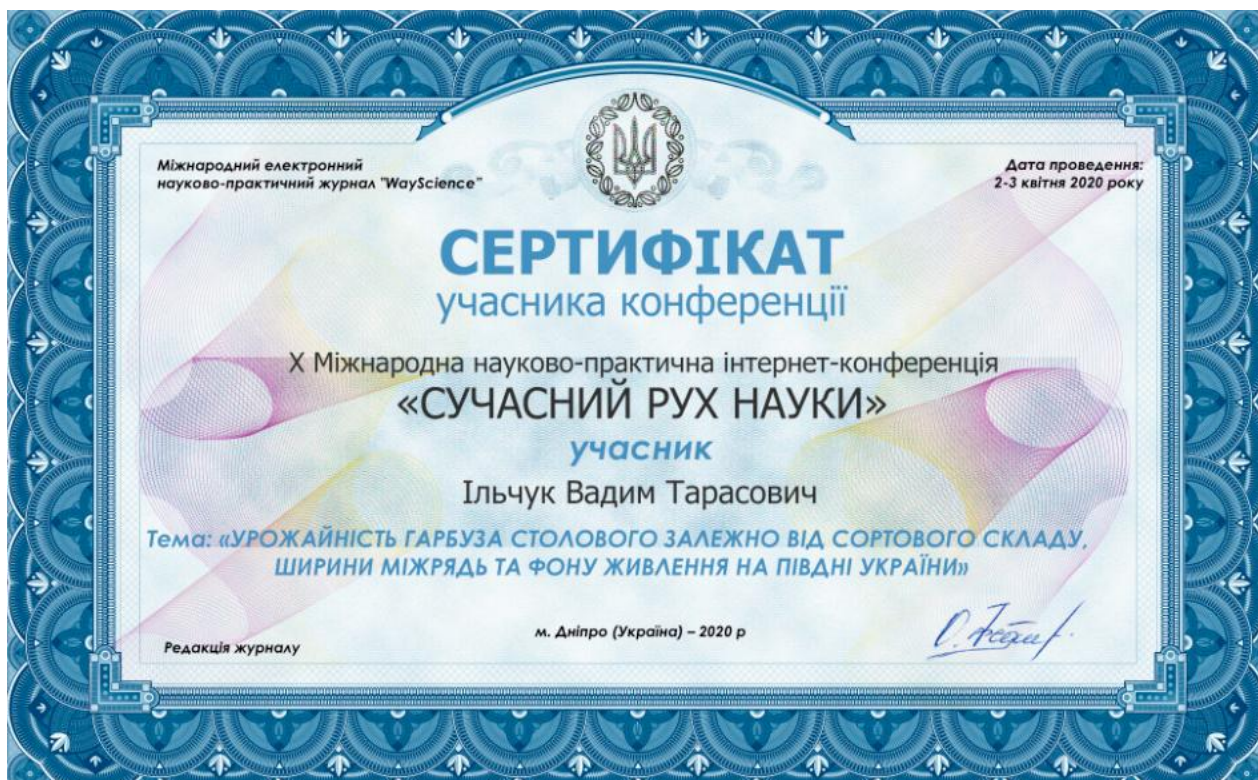 Міжнародний електронний
науково-практичний журнал "WayScience"
Дата проведення:
2-3 квітня 2020 року
СЕРТИФІКАТ
учасника конференції
X Міжнародна науково-практична інтернет-конференція
«СУЧАСНИЙ РУХ НАУКИ»
учасник
Ільчук Вадим Тарасович
Тема: «УРОЖАЙНІСТЬ ГАРБУЗА СТОЛОВОГО ЗАЛЕЖНО ВІД СОРТОВОГО СКЛАДУ,
ШИРИНИ МІЖРЯДЬ ТА ФОНУ ЖИВЛЕННЯ НА ПІВДНІ УКРАЇНИ»
м. Дніпро (Україна) – 2020 р
Редакція журналу